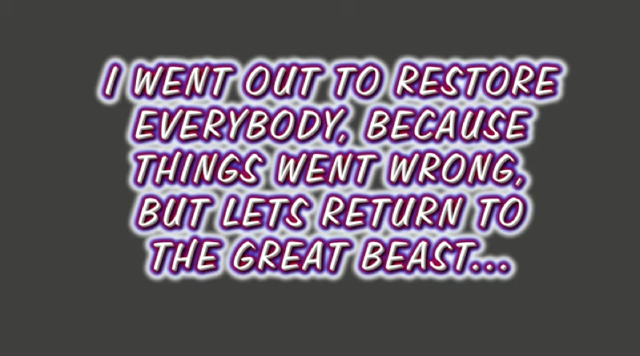 I WENT OUT TO RESTORE
EVERYBODY, BECAUSE
THINGS WENT WRONG,
BUT LETS RETURN TO
THE GREAT BEAST...